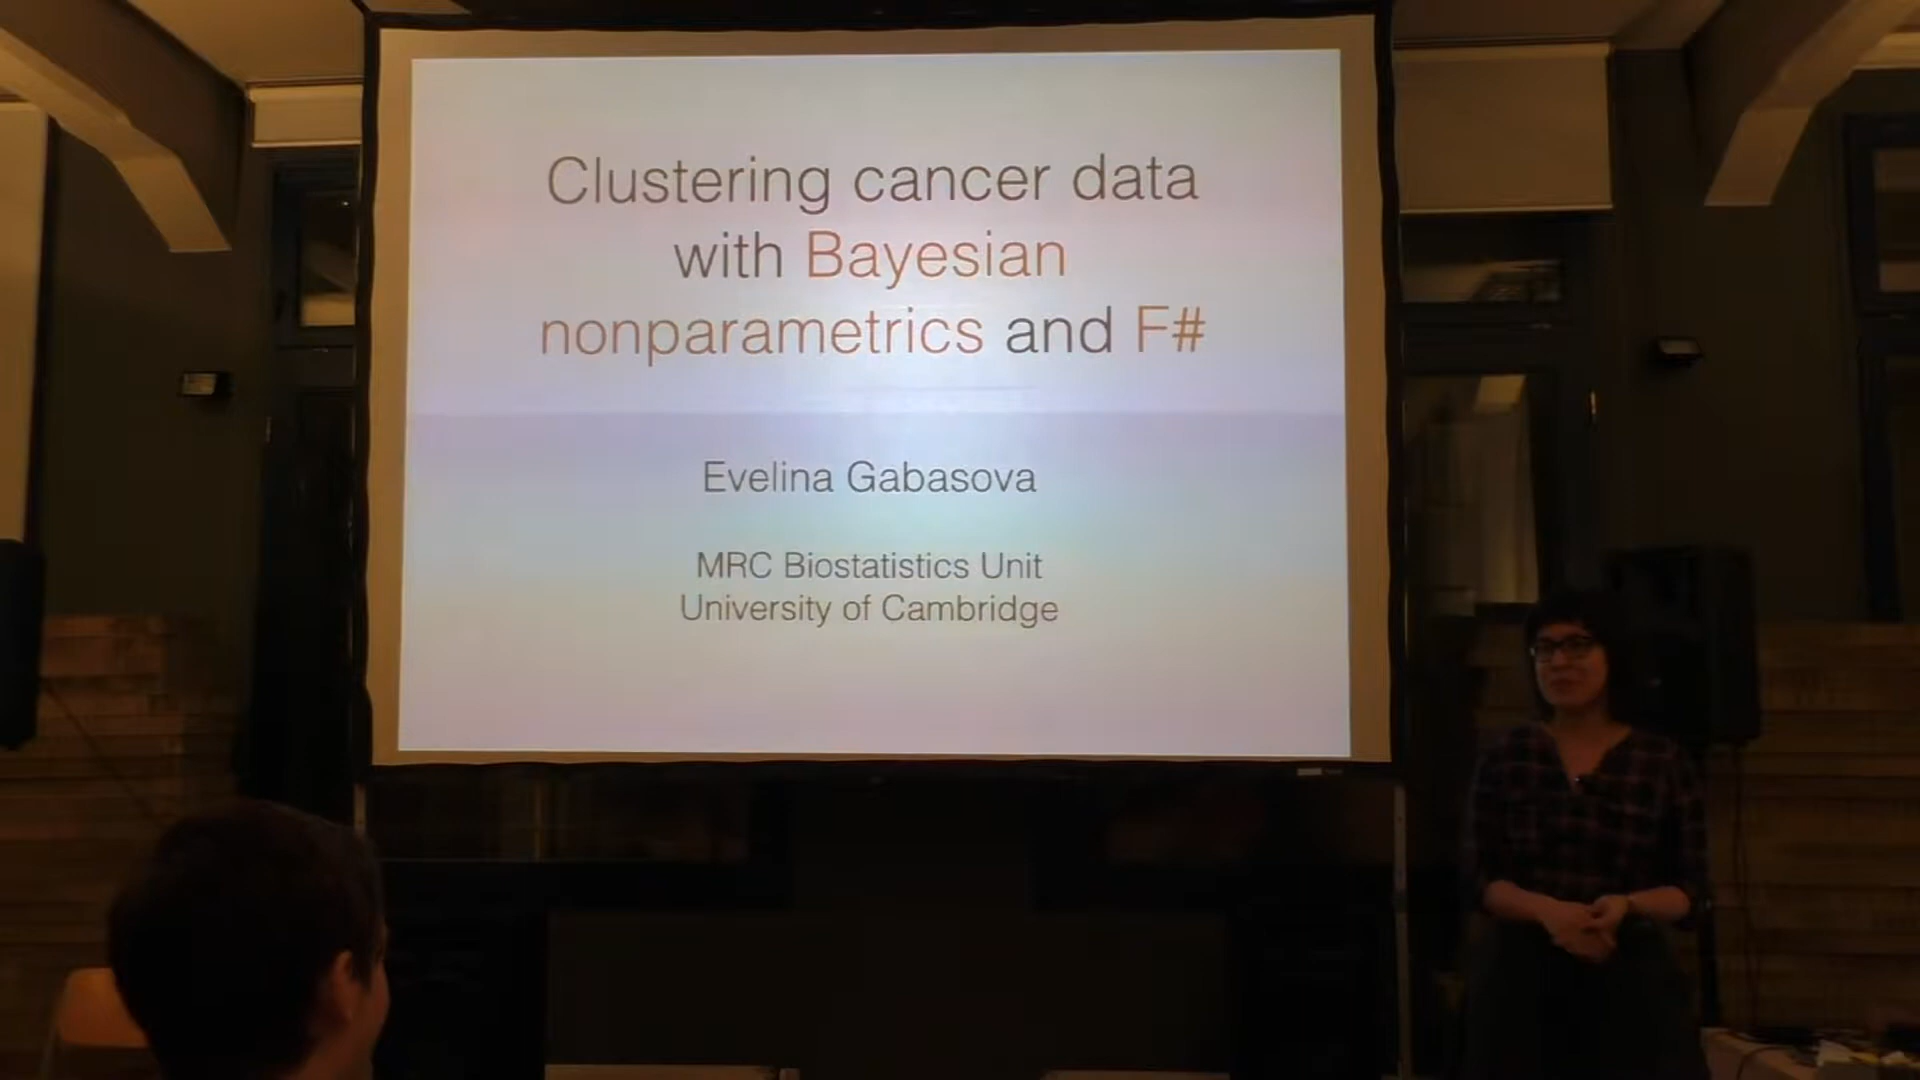 Clustering cancer data
with Bayesian
nonparametrics and F#
Evelina Gabasova
MRC Biostatistics Unit
University of Cambridge